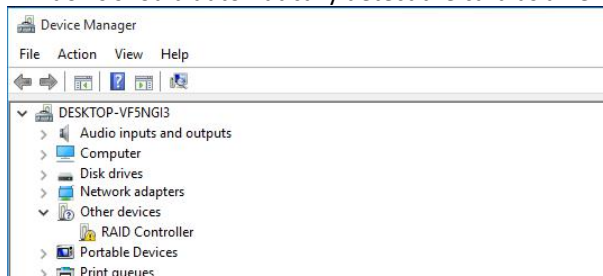 Device Manager
File Action View Help
DESKTOP-VF5NGI3
Audio inputs and outputs
Computer
Disk drives
Network adapters
Other devices
RAID Controller
Portable Devices
Print queues